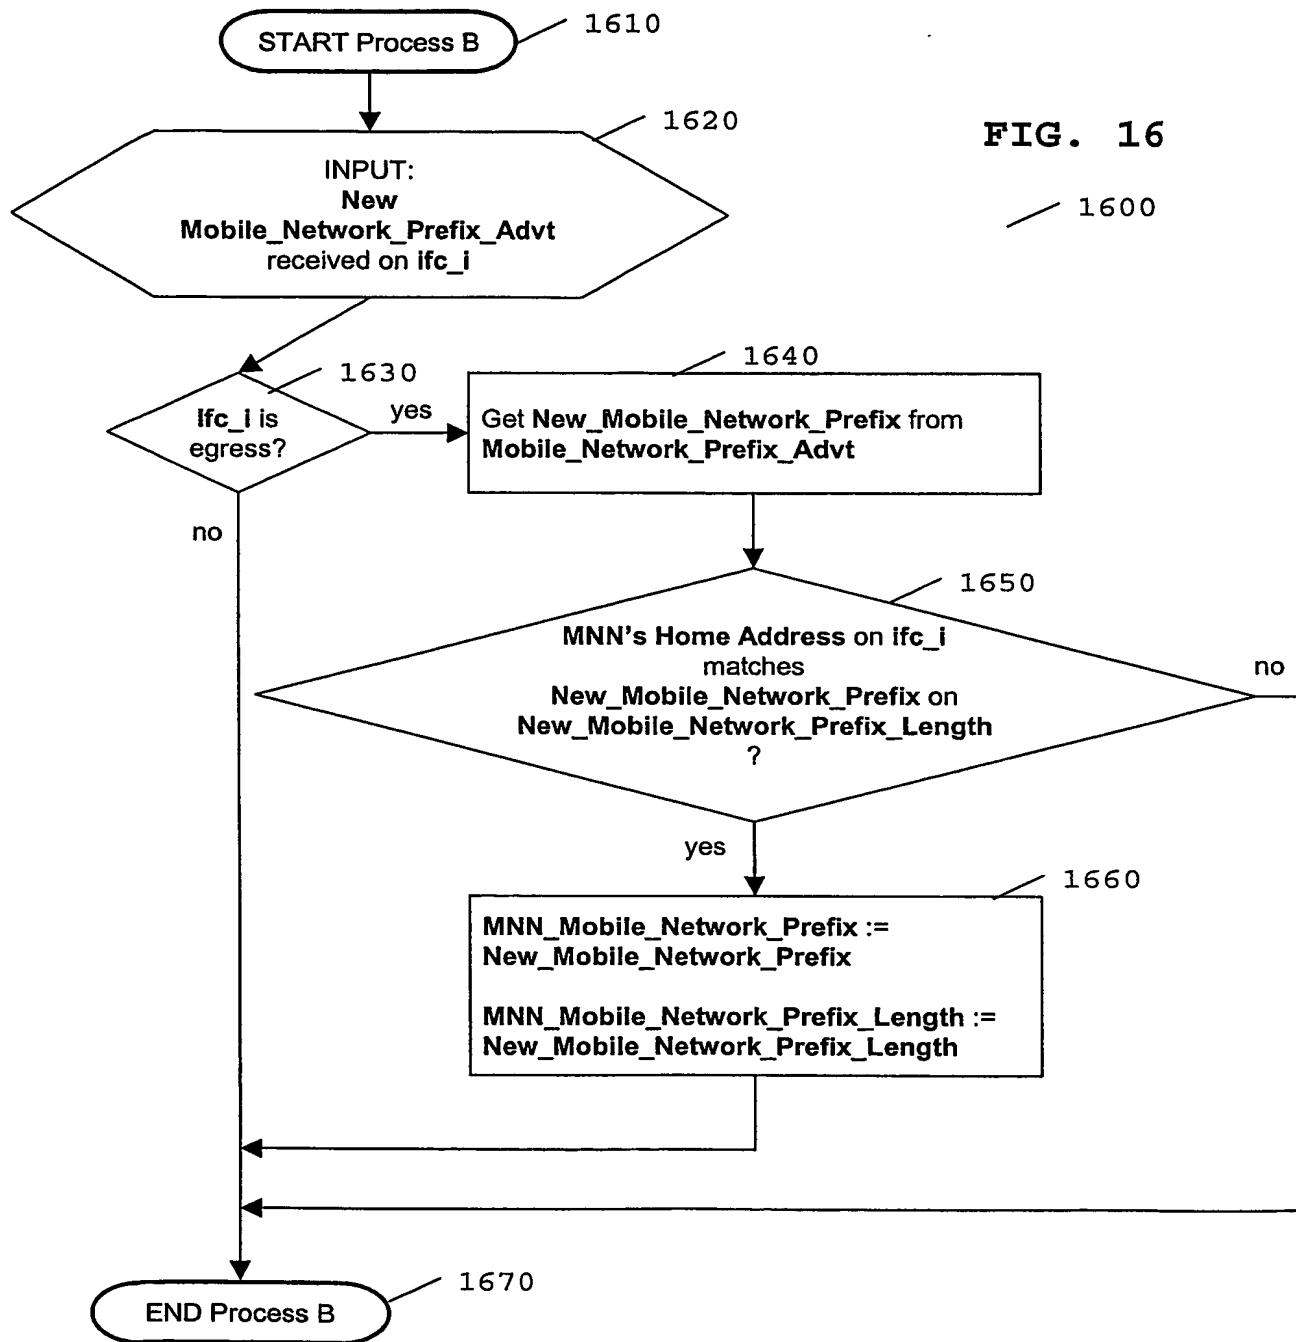 START Process B
1610
FIG. 16
1620
INPUT:
New
Mobile_Network_Prefix_Advt
received on ifc_i
1600
1630
Ifc_i is
egress?
yes
no
1640
Get New_Mobile_Network_Prefix from
Mobile_Network_Prefix_Advt
1650
MNN's Home Address on ifc_i
matches
New_Mobile_Network_Prefix on
New_Mobile_Network_Prefix_Length
?
no
yes
1660
MNN_Mobile_Network_Prefix :=
New_Mobile_Network_Prefix
MNN_Mobile_Network_Prefix_Length :=
New_Mobile_Network_Prefix_Length
1670
END Process B